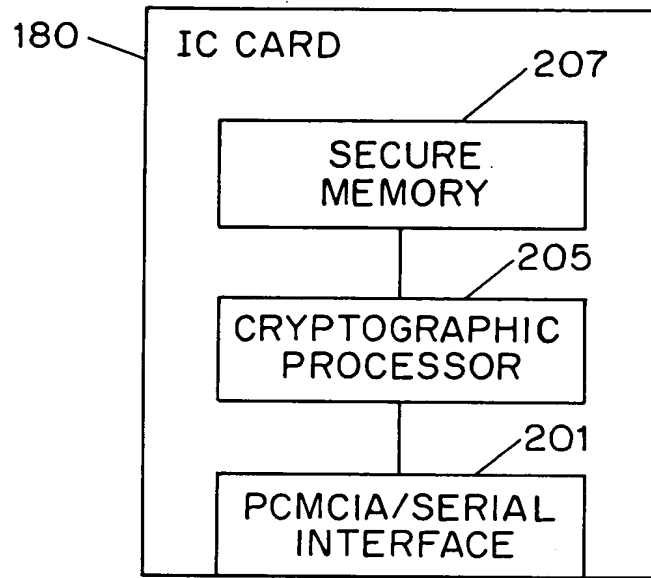 180
IC CARD
207
SECURE
MEMORY
205
CRYPTOGRAPHIC
PROCESSOR
201
PCMCIA/SERIAL
INTERFACE